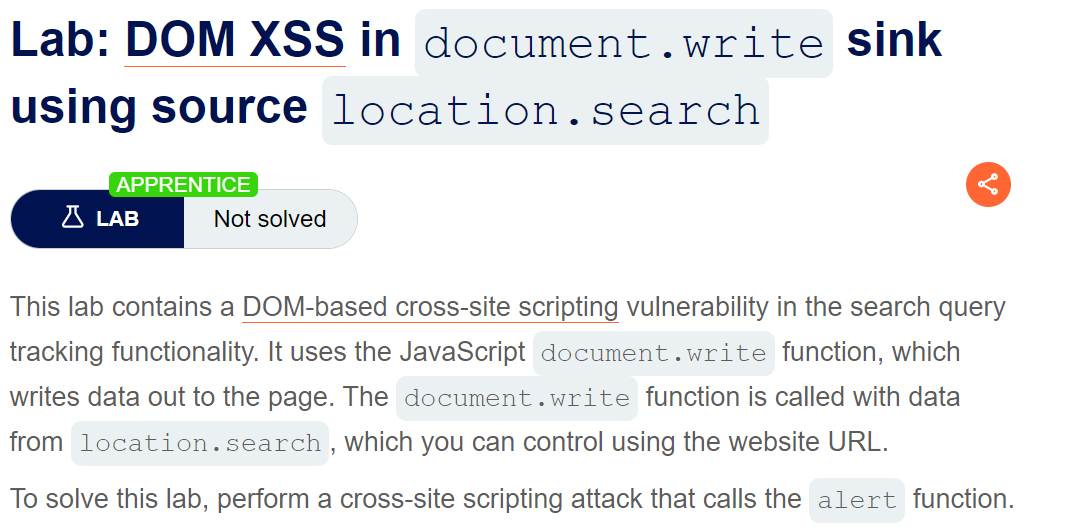 Lab: DOM XSS in document.write sink
using source location.search
APPRENTICE
LAB Not solved
This lab contains a DOM-based cross-site scripting vulnerability in the search query
tracking functionality. It uses the JavaScript document.write function, which
writes data out to the page. The document.write function is called with data
from location.search, which you can control using the website URL.
To solve this lab, perform a cross-site scripting attack that calls the alert function.